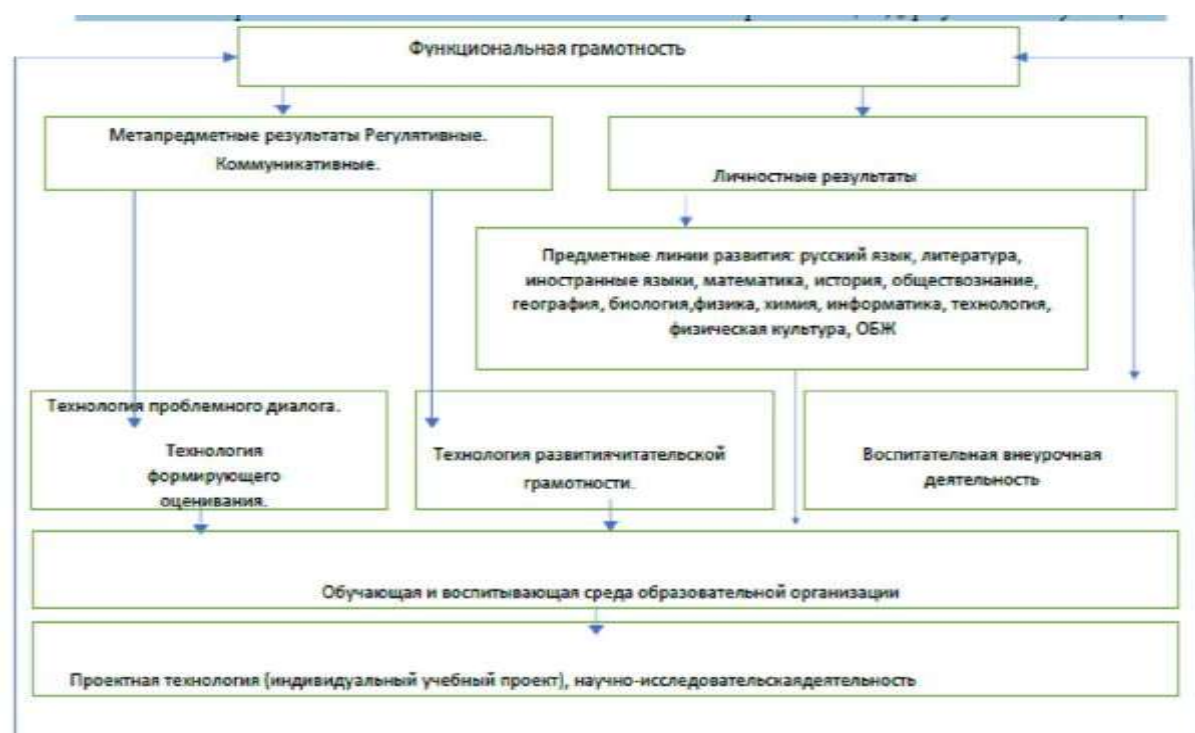 Функциональная грамотность
Метапредметные результаты Регулятивные.
Коммуникативные.
Личностные результаты
Предметные линии развития: русский язык, литература,
иностранные языки, математика, история, обществознание,
география, биология,физика, химия, информатика, технология,
физическая культура, ОБЖ
Технология проблемного диалога.
Технология
формирующего
оценивания.
Технология развитиячитательской
грамотности.
Воспитательная внеурочная
деятельность
Обучающая и воспитывающая среда образовательной организации
Проектная технология (индивидуальный учебный проект), научно-исследовательскаядеятельность